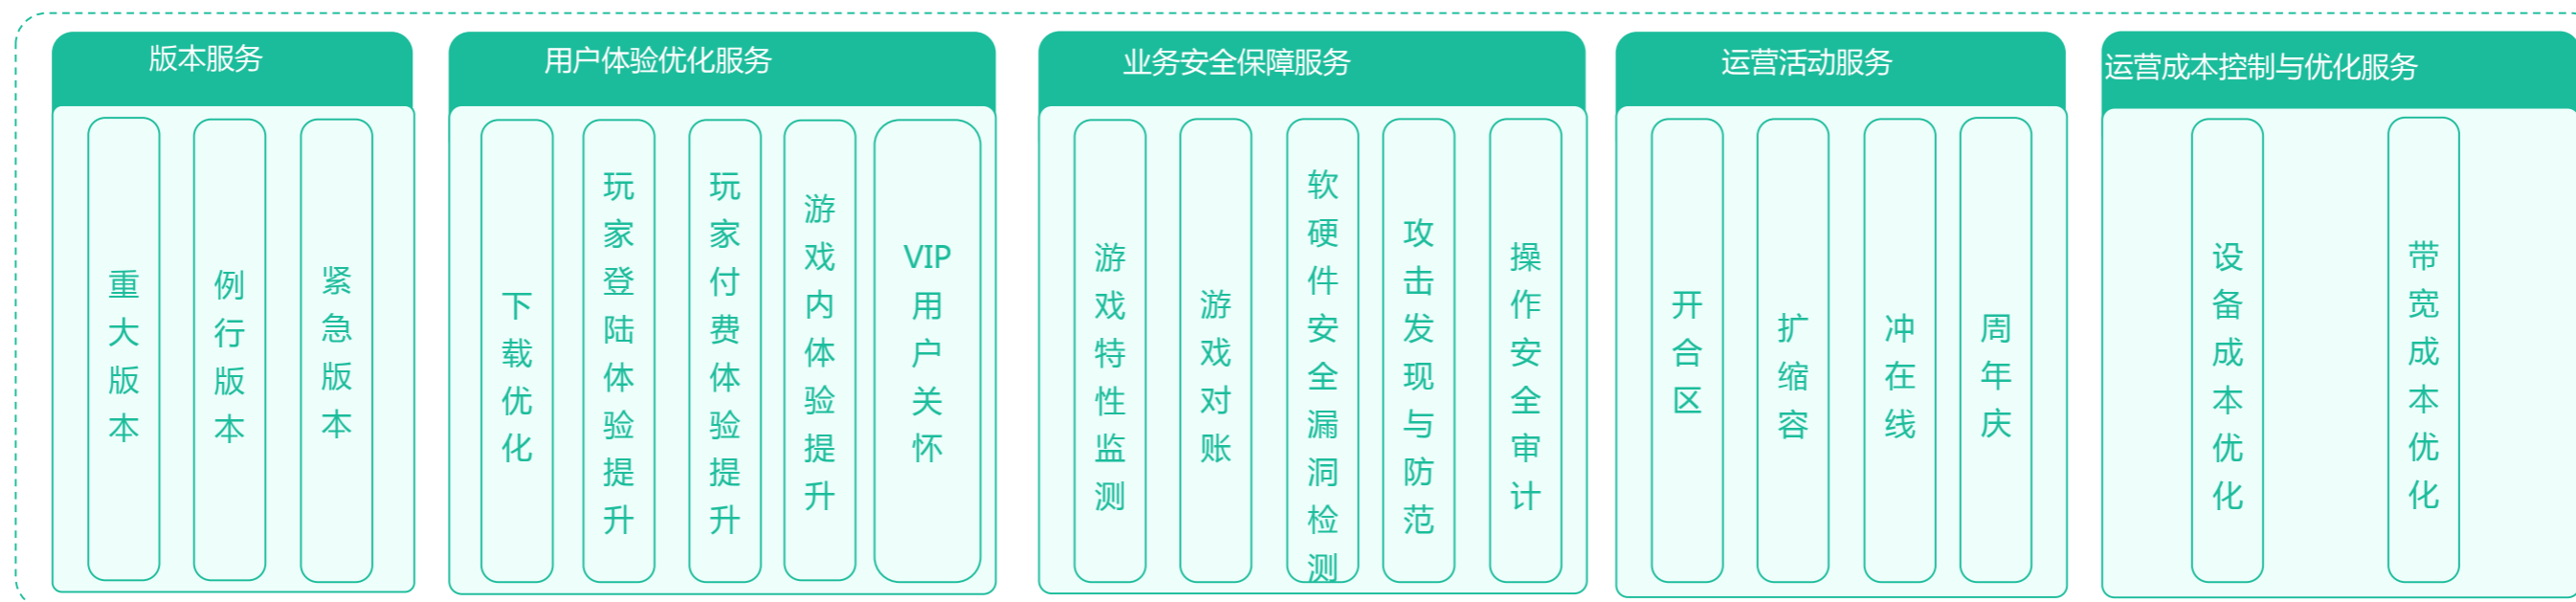 版本服务
重大版本
例行版本
紧急版本
用户体验优化服务
下载优化
玩家登陆体验提升
玩家付费体验提升
游戏内体验提升
VIP用户关怀
业务安全保障服务
游戏特性监测
游戏对账
软硬件安全漏洞检测
攻击发现与防范
操作安全审计
运营活动服务
开合区
扩缩容
冲在线
周年庆
运营成本控制与优化服务
设备成本优化
带宽成本优化